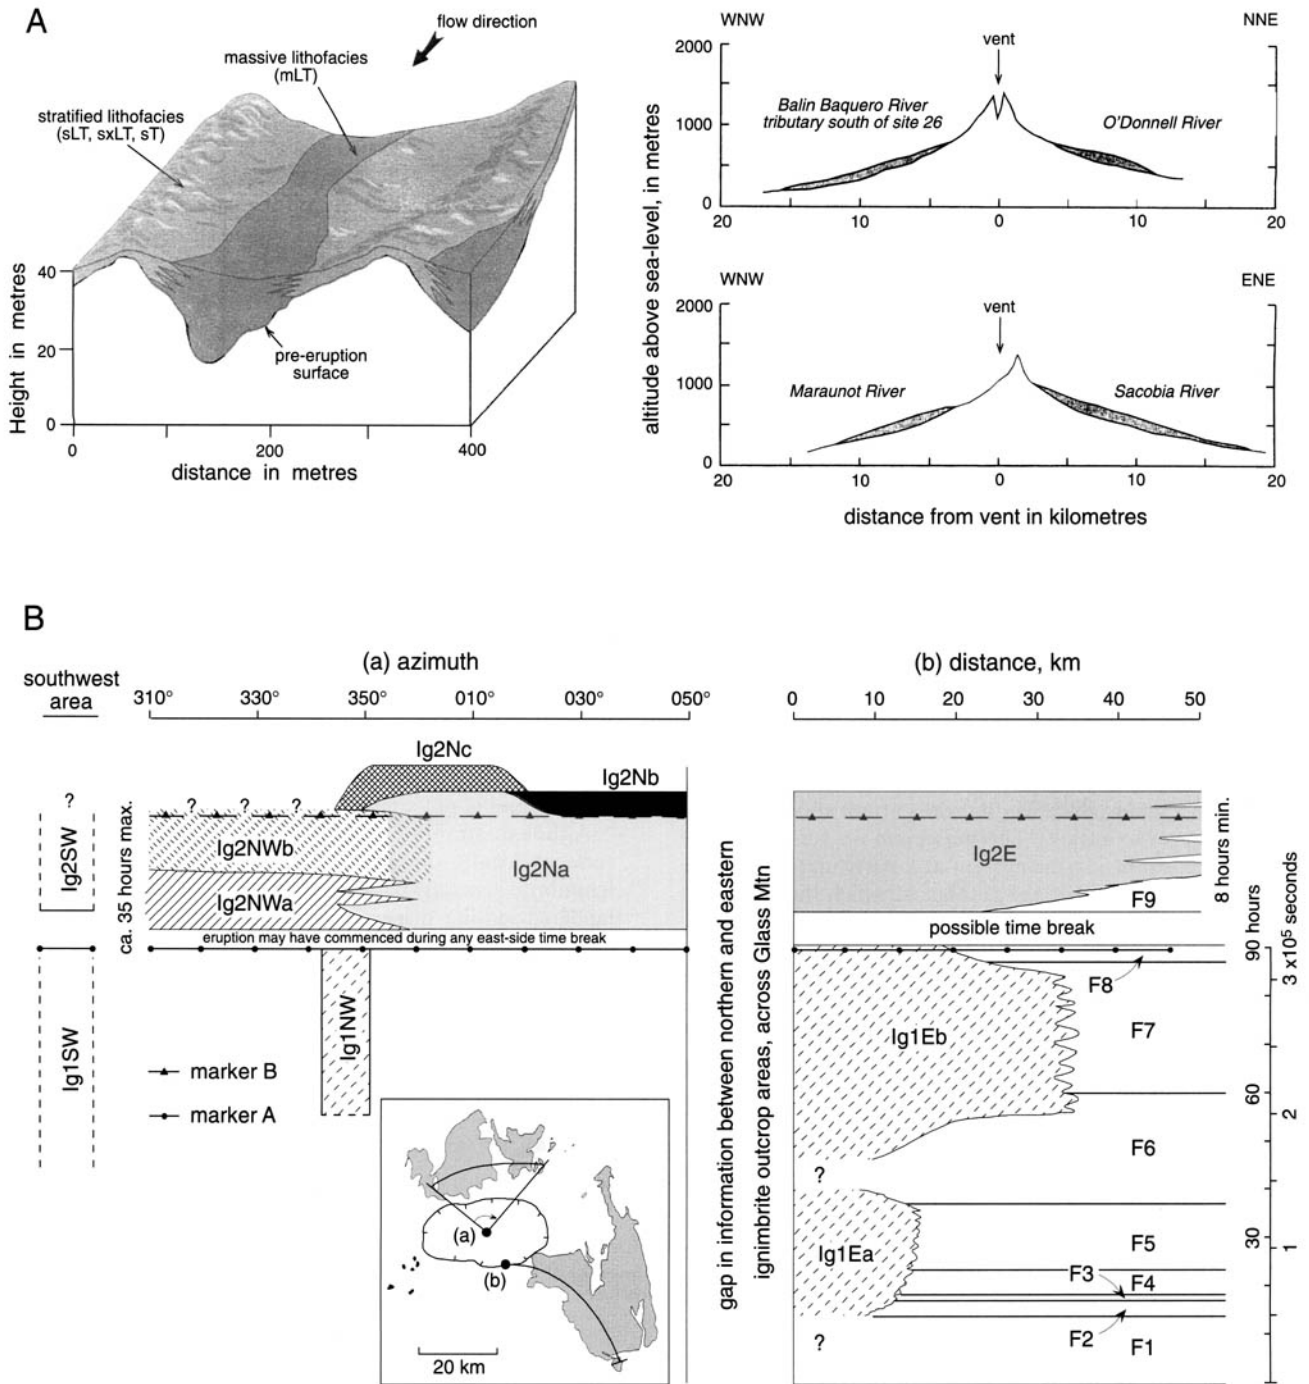 A
flow direction
massive lithofacies
(mLT)
stratified lithofacies
(sLT, sxLT, sT)
Height in metres
40
20
0
pre-eruption
surface
0
200
400
distance in metres
altitude above sea-level, in metres
WNW
NNE
vent
2000
1000
0
Balin Baquero River
tributary south of site 26
O'Donnell River
20
10
0
10
20
WNW
ENE
vent
2000
1000
0
Maraunot River
Sacobia River
20
10
0
10
20
distance from vent in kilometres
B
southwest
area
(a) azimuth
310°
330°
350°
010°
030°
050°
Ig2Nc
Ig2Nb
?
? ? ?
Ig2SW
ca. 35 hours max.
Ig2NWb
Ig2Na
Ig2NWa
eruption may have commenced during any east-side time break
Ig1SW
Ig1NW
marker B
marker A
(a)
(b)
20 km
gap in information between northern and eastern
ignimbrite outcrop areas, across Glass Mtn
(b) distance, km
0
10
20
30
40
50
Ig2E
F9
8 hours min.
possible time break
F8
Ig1Eb
F7
F6
?
Ig1Ea
F5
F3
F4
F2
F1
?
90 hours
60
30
3 x10⁵ seconds
2
1